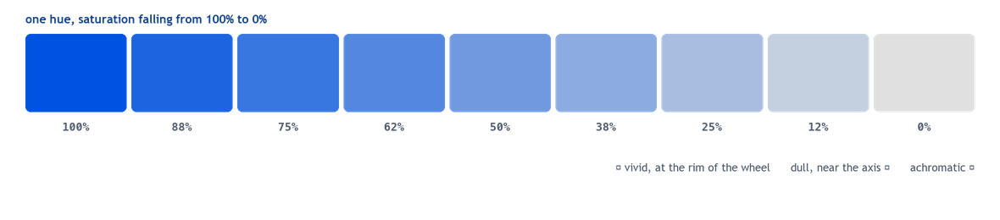 one hue, saturation falling from 100% to 0%
100% 88% 75% 62% 50% 38% 25% 12% 0%
▯ vivid, at the rim of the wheel dull, near the axis ▯ achromatic ▯